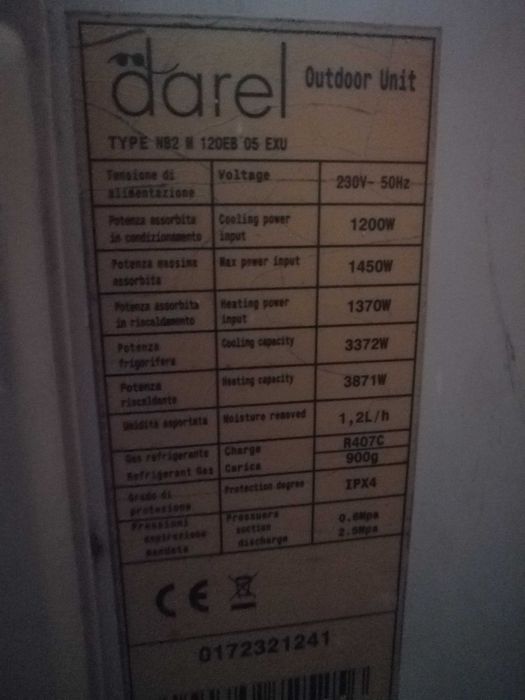 darel
Outdoor Unit
TYPE NB2 M 120EB 05 EXU
Tensione di Voltage 230V~ 50Hz
alimentazione
Potenza assorbita Cooling power 1200W
in condizionamento input
Potenza massima Max power input 1450W
assorbita
Potenza assorbita Heating power 1370W
in riscaldamento input
Potenza Cooling capacity 3372W
frigorifera
Potenza Heating capacity 3871W
riscaldante
Umidità asportata Moisture removed 1,2L/h
Gas refrigerante Charge R407C
Refrigerant Gas Carica 900g
Grado di Protection degree IPX4
protezione
Pressioni Pressuers 0.6Mpa
aspirazione suction 2.5Mpa
mandata discharge
CE
0172321241